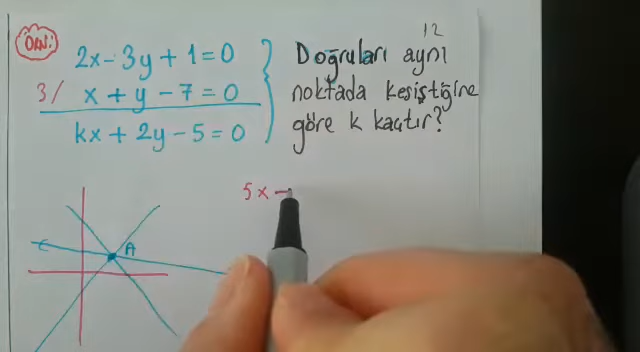 12
Örn:
2x - 3y + 1 = 0
3/ x + y - 7 = 0
kx + 2y - 5 = 0
Doğruları aynı
noktada kesiştiğine
göre k kaçtır?
5x -
A